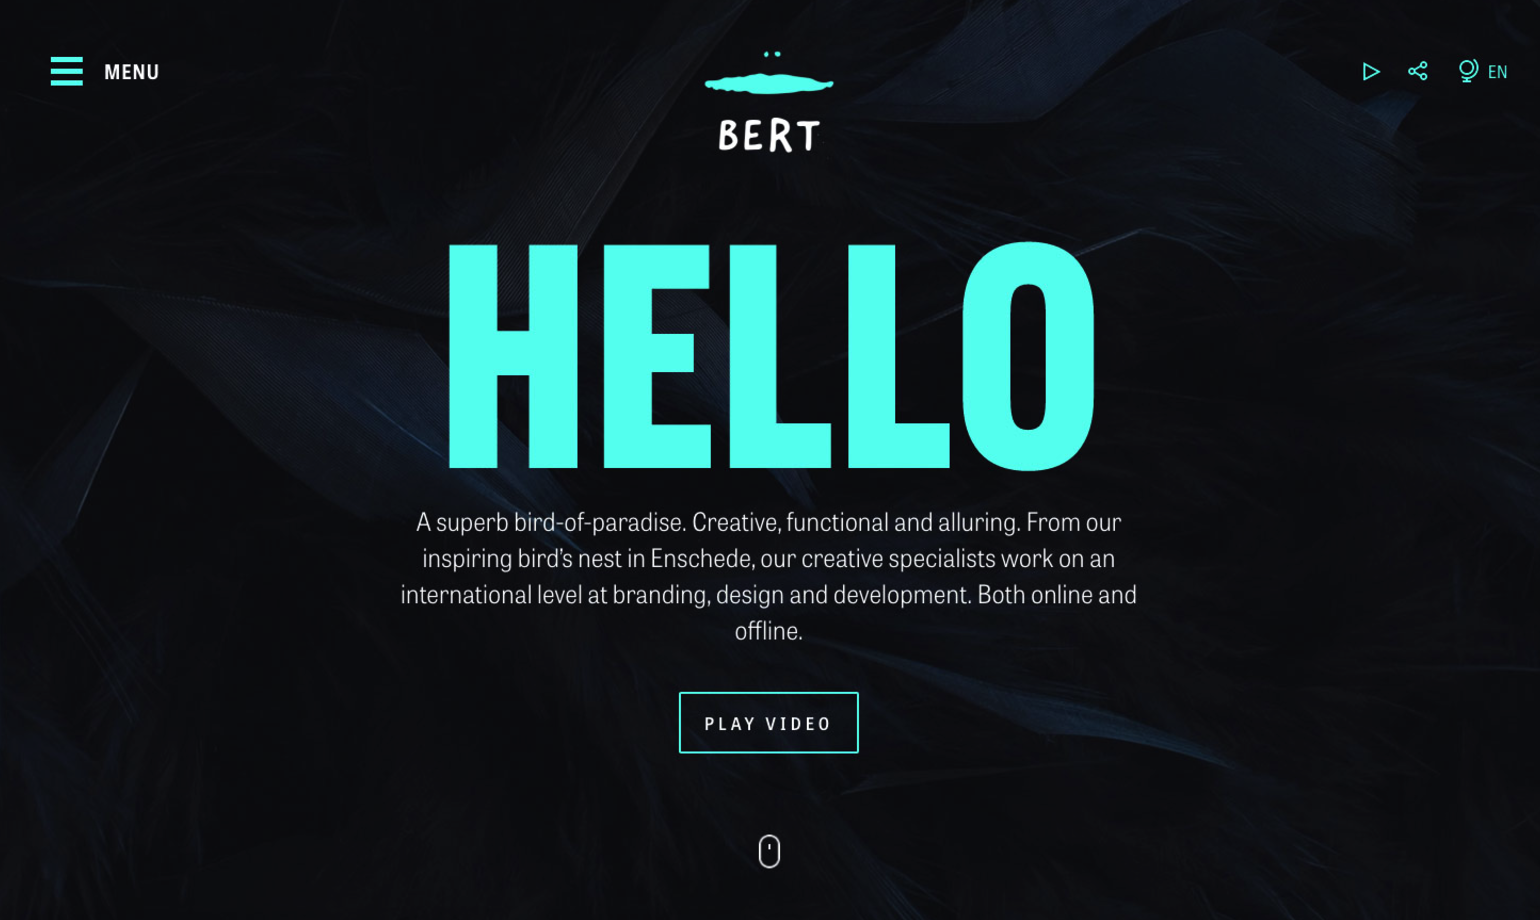 MENU
BERT
EN
HELLO
A superb bird-of-paradise. Creative, functional and alluring. From our
inspiring bird’s nest in Enschede, our creative specialists work on an
international level at branding, design and development. Both online and
offline.
PLAY VIDEO